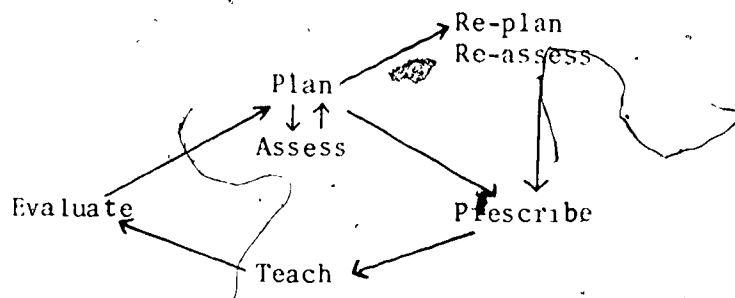 Re-plan
Re-assess
Plan
Assess
Evaluate
Prescribe
Teach